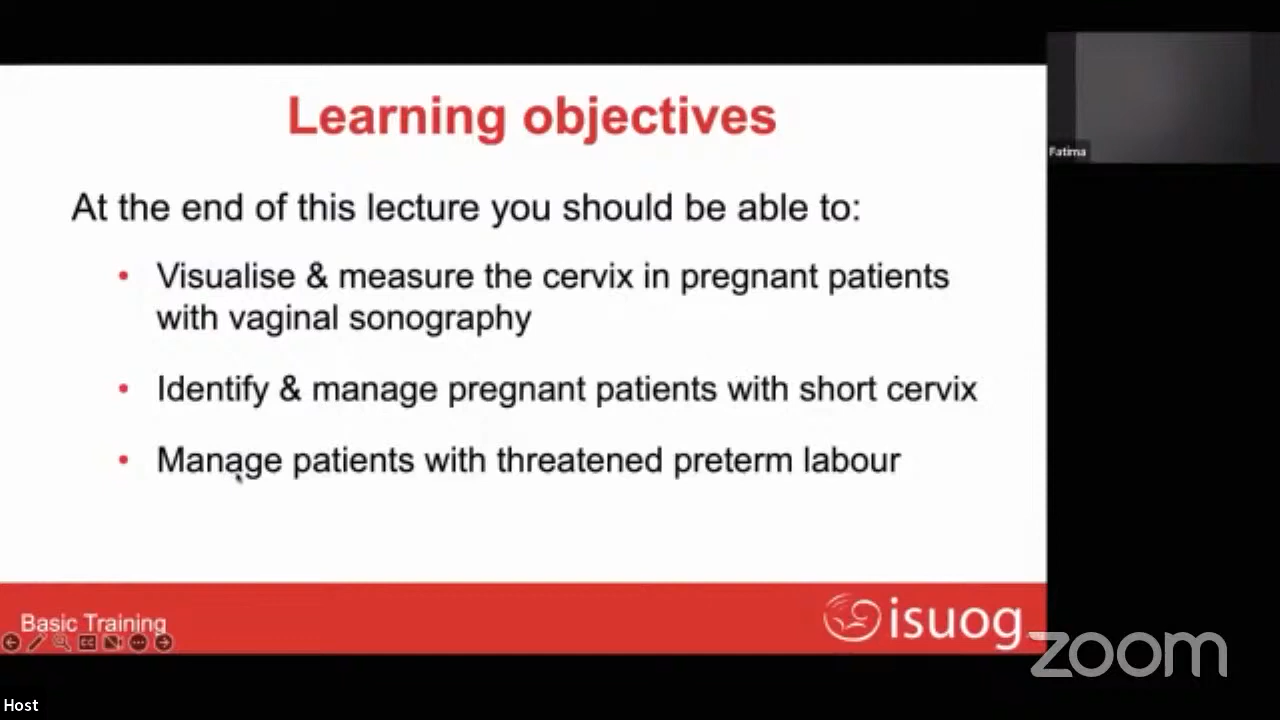 Learning objectives
Fatima
At the end of this lecture you should be able to:
• Visualise & measure the cervix in pregnant patients
with vaginal sonography
• Identify & manage pregnant patients with short cervix
• Manage patients with threatened preterm labour
Basic Training
isuog
CC
zoom
Host